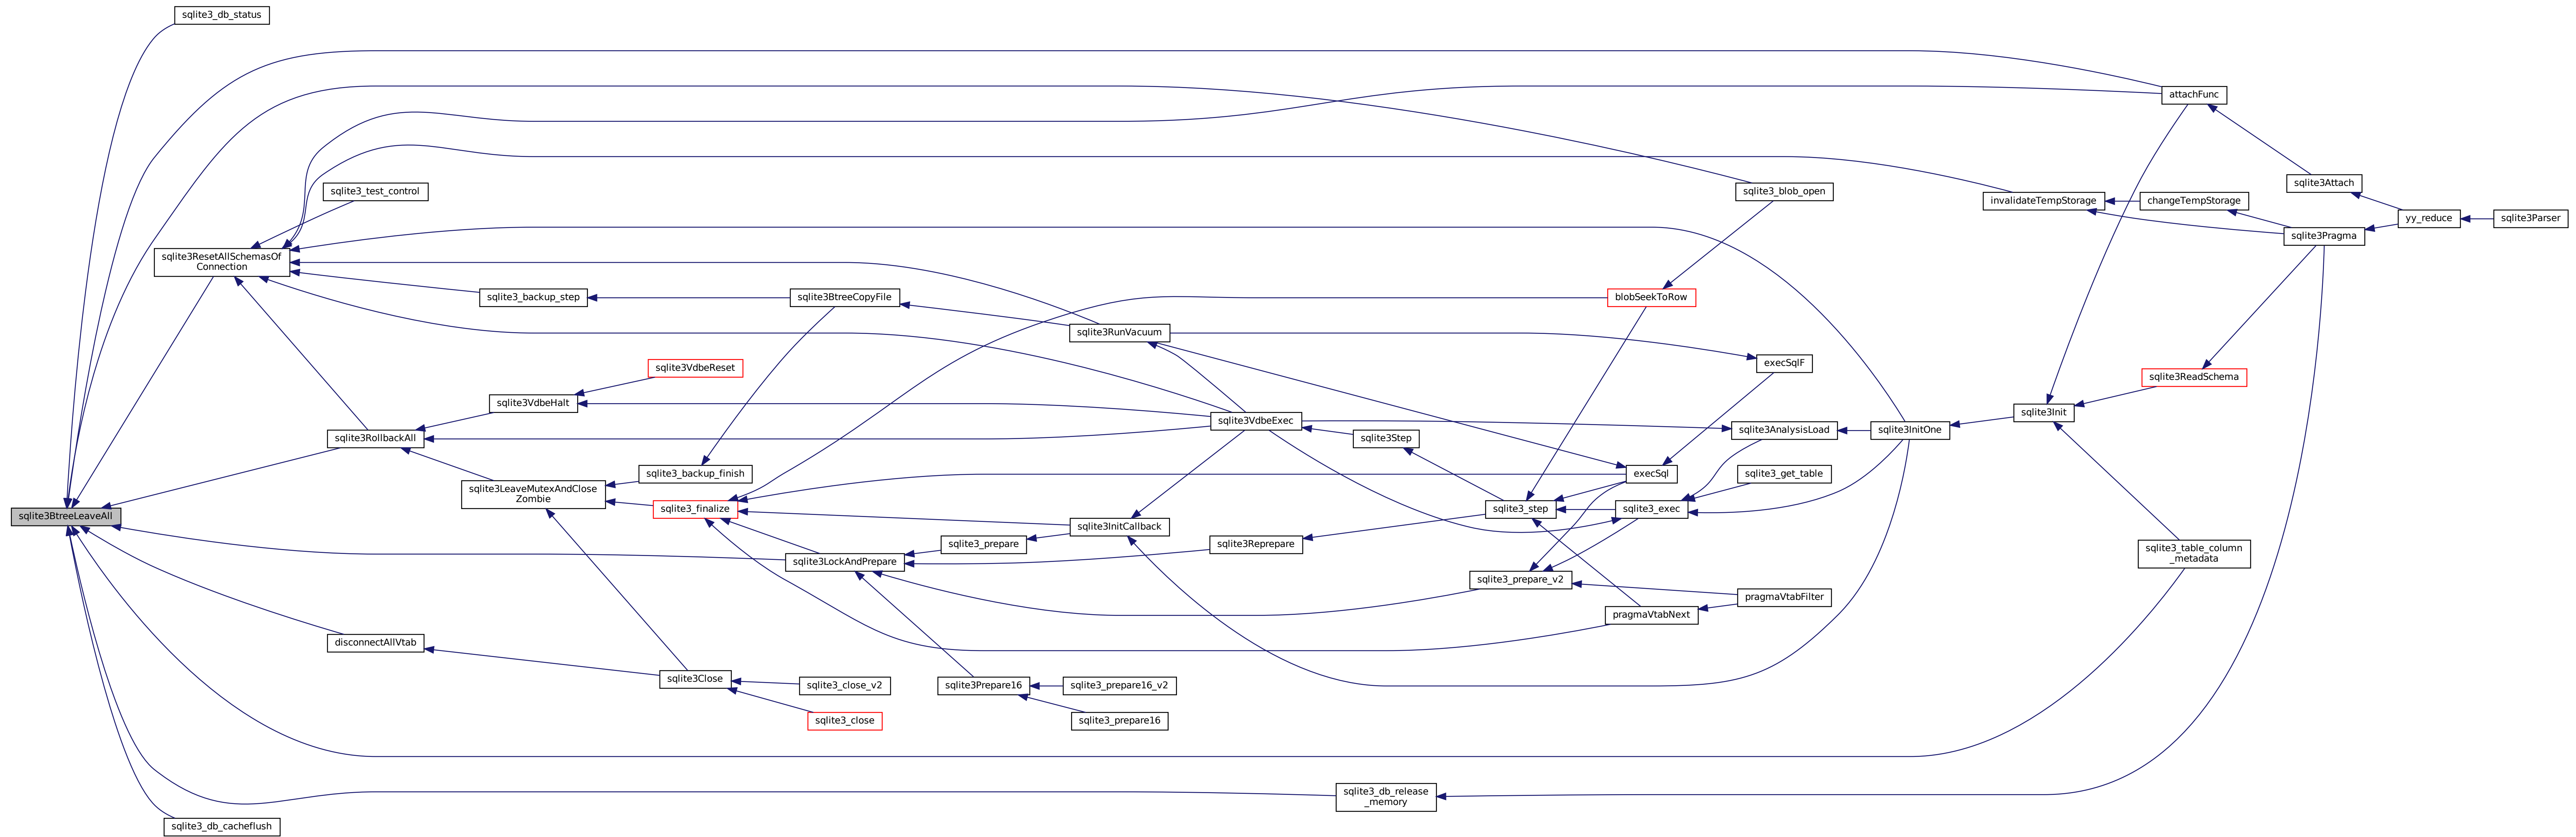 sqlite3_db_status
attachFunc
sqlite3Attach
sqlite3_test_control
sqlite3_blob_open
invalidateTempStorage
changeTempStorage
yy_reduce
sqlite3Parser
sqlite3Pragma
sqlite3ResetAllSchemasOf
Connection
sqlite3_backup_step
sqlite3BtreeCopyFile
blobSeekToRow
sqlite3RunVacuum
execSqlF
sqlite3VdbeReset
sqlite3ReadSchema
sqlite3VdbeHalt
sqlite3Init
sqlite3VdbeExec
sqlite3AnalysisLoad
sqlite3InitOne
sqlite3RollbackAll
sqlite3Step
sqlite3_backup_finish
execSql
sqlite3_get_table
sqlite3LeaveMutexAndClose
Zombie
sqlite3_finalize
sqlite3_step
sqlite3_exec
sqlite3BtreeLeaveAll
sqlite3InitCallback
sqlite3_prepare
sqlite3Reprepare
sqlite3_table_column
_metadata
sqlite3LockAndPrepare
sqlite3_prepare_v2
pragmaVtabFilter
pragmaVtabNext
disconnectAllVtab
sqlite3Close
sqlite3_close_v2
sqlite3Prepare16
sqlite3_prepare16_v2
sqlite3_close
sqlite3_prepare16
sqlite3_db_release
_memory
sqlite3_db_cacheflush